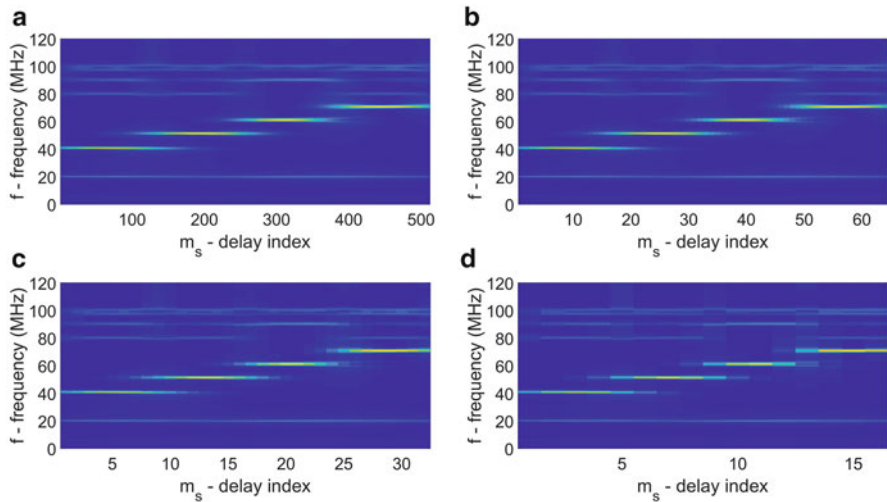 a
f - frequency (MHz)
120
100
80
60
40
20
0
100 200 300 400 500
m_s - delay index
b
f - frequency (MHz)
120
100
80
60
40
20
0
10 20 30 40 50 60
m_s - delay index
c
f - frequency (MHz)
120
100
80
60
40
20
0
5 10 15 20 25 30
m_s - delay index
d
f - frequency (MHz)
120
100
80
60
40
20
0
5 10 15
m_s - delay index